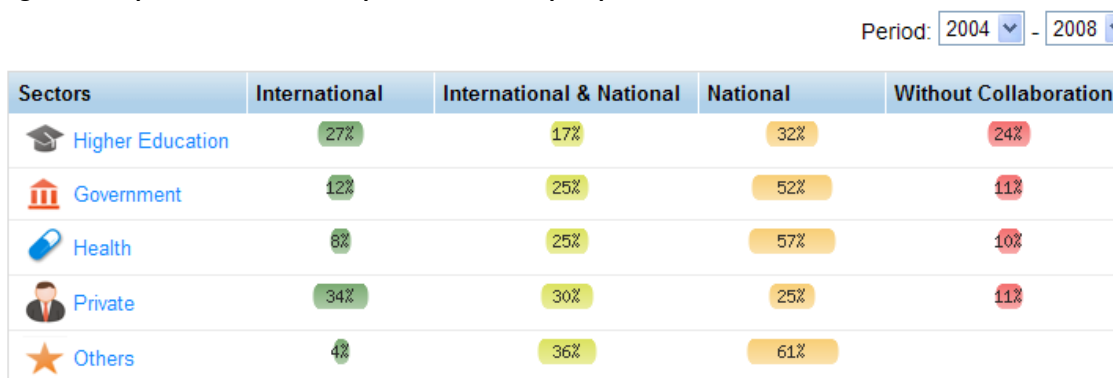 Period: 2004 - 2008
Sectors International International & National National Without Collaboration
Higher Education 27% 17% 32% 24%
Government 12% 25% 52% 11%
Health 8% 25% 57% 10%
Private 34% 30% 25% 11%
Others 4% 36% 61%